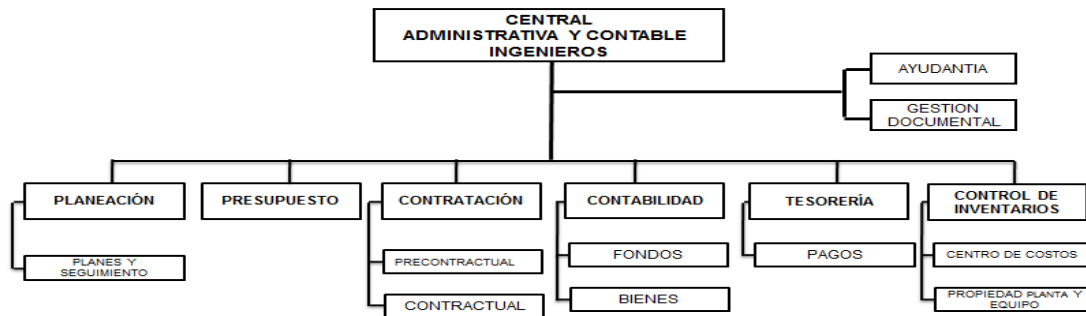 CENTRAL
ADMINISTRATIVA Y CONTABLE
INGENIEROS
AYUDANTIA
GESTION
DOCUMENTAL
PLANEACIÓN
PRESUPUESTO
CONTRATACIÓN
CONTABILIDAD
TESORERÍA
CONTROL DE
INVENTARIOS
PLANES Y
SEGUIMIENTO
PRECONTRACTUAL
FONDOS
PAGOS
CENTRO DE COSTOS
CONTRACTUAL
BIENES
PROPIEDAD PLANTA Y
EQUIPO